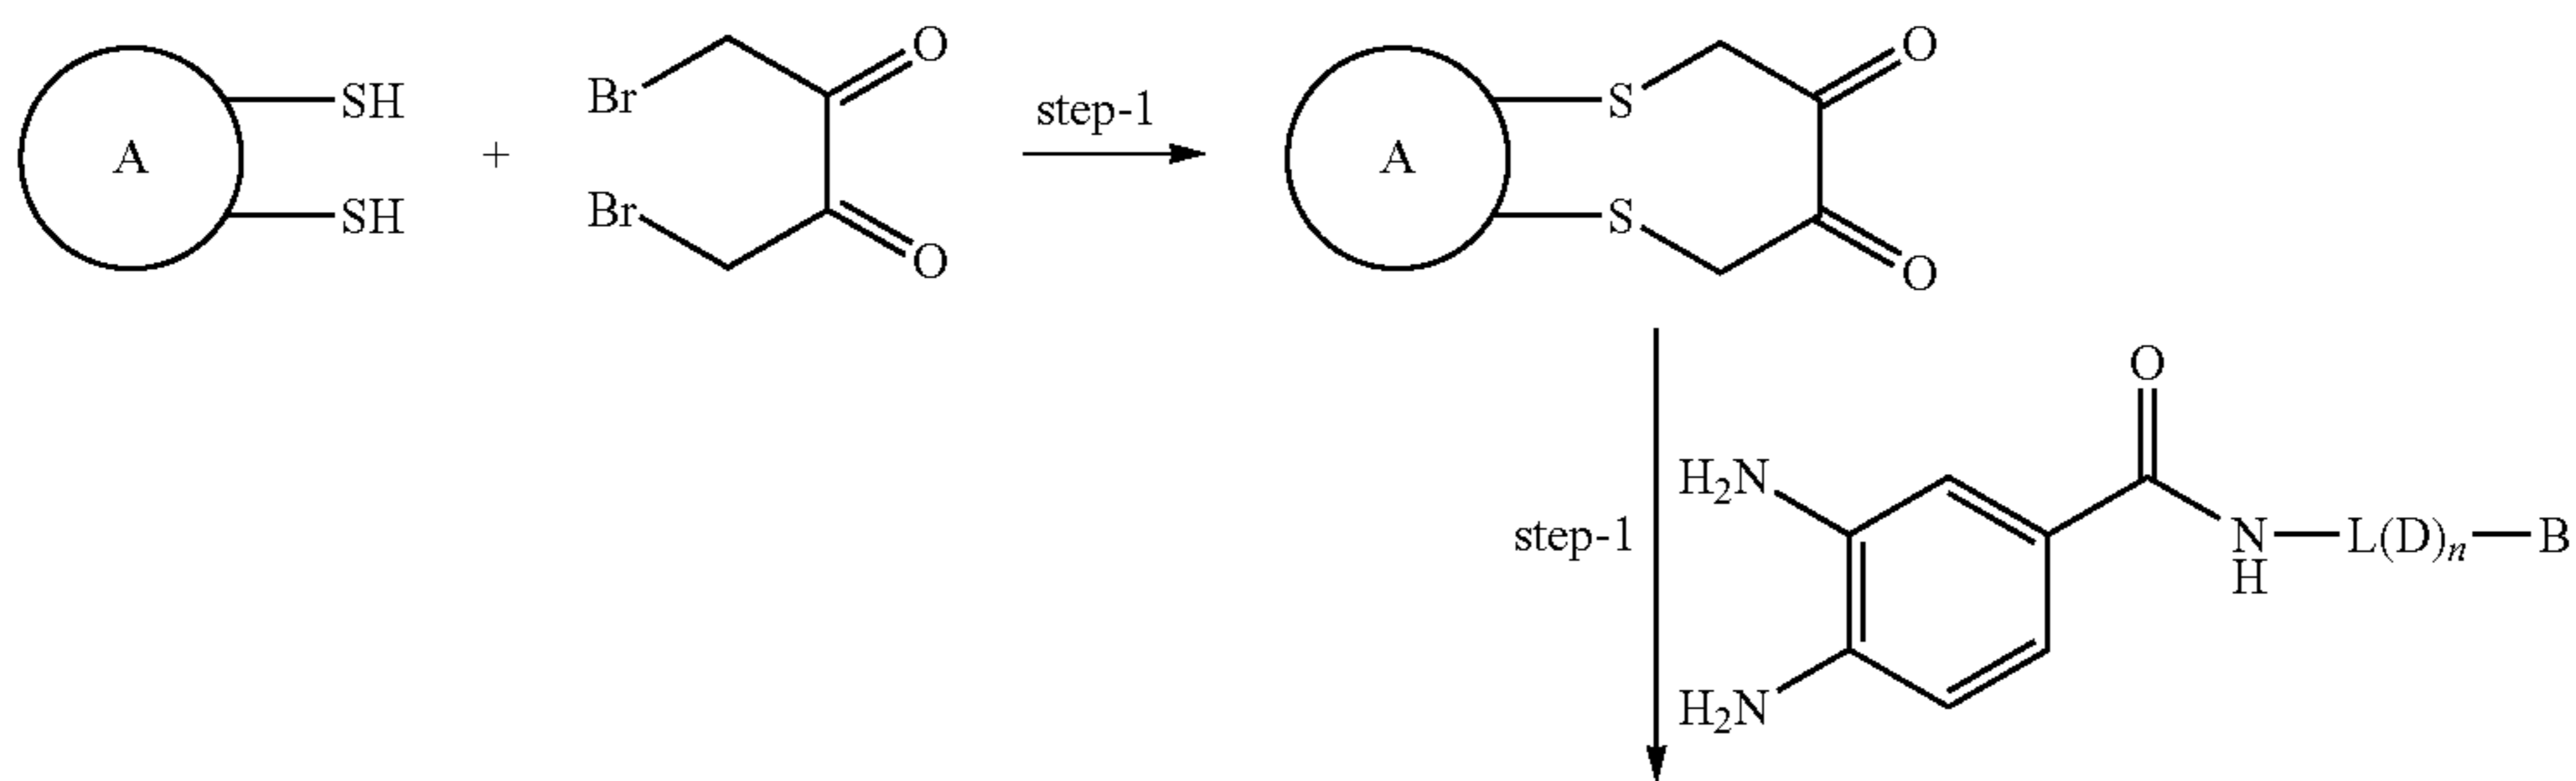 A
SH
SH
+
Br
Br
O
O
step-1
A
S
S
O
O
step-1
H₂N
H₂N
O
N
H
L(D)ₙ
B